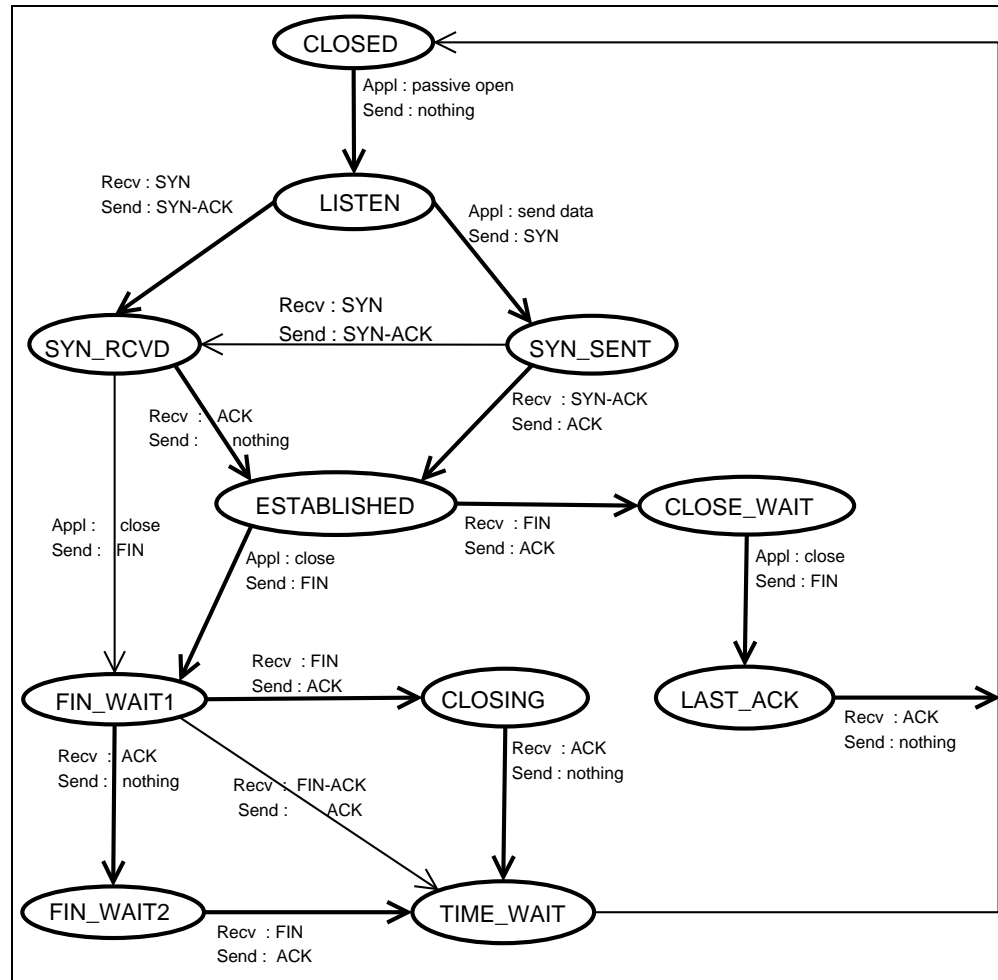 CLOSED
Appl : passive open
Send : nothing
LISTEN
Recv : SYN
Send : SYN-ACK
Appl : send data
Send : SYN
Recv : SYN
Send : SYN-ACK
SYN_RCVD
SYN_SENT
Recv : ACK
Send : nothing
Recv : SYN-ACK
Send : ACK
ESTABLISHED
CLOSE_WAIT
Appl : close
Send : FIN
Appl : close
Send : FIN
Recv : FIN
Send : ACK
Appl : close
Send : FIN
FIN_WAIT1
Recv : FIN
Send : ACK
CLOSING
LAST_ACK
Recv : ACK
Send : nothing
Recv : ACK
Send : nothing
Recv : FIN-ACK
Send : ACK
Recv : ACK
Send : nothing
FIN_WAIT2
Recv : FIN
Send : ACK
TIME_WAIT